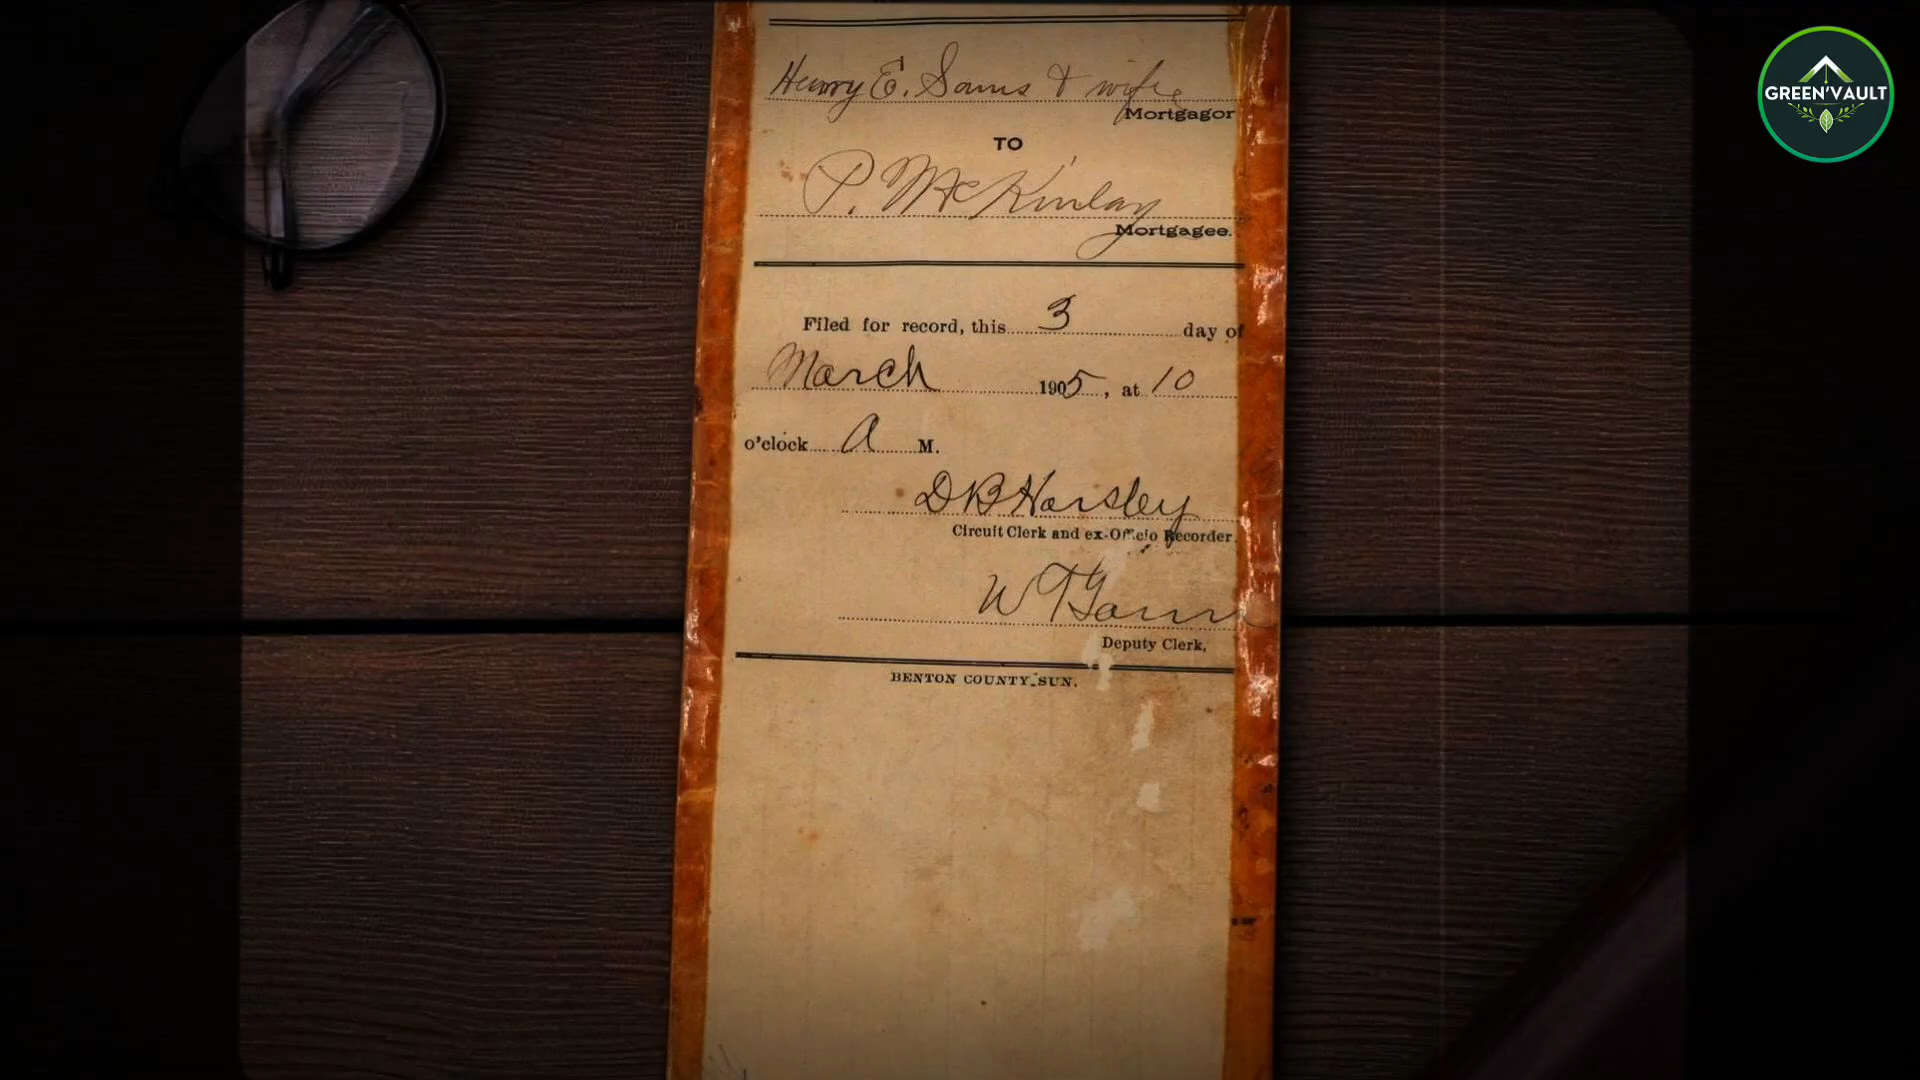 Henry E. Sams & wife
Mortgagor
TO
P. McKinlay
Mortgagee.
Filed for record, this 3 day of
March 1905, at 10
o'clock A M.
D B Horsley
Circuit Clerk and ex-Officio Recorder.
W T
Deputy Clerk,
BENTON COUNTY SUN.
GREEN'VAULT